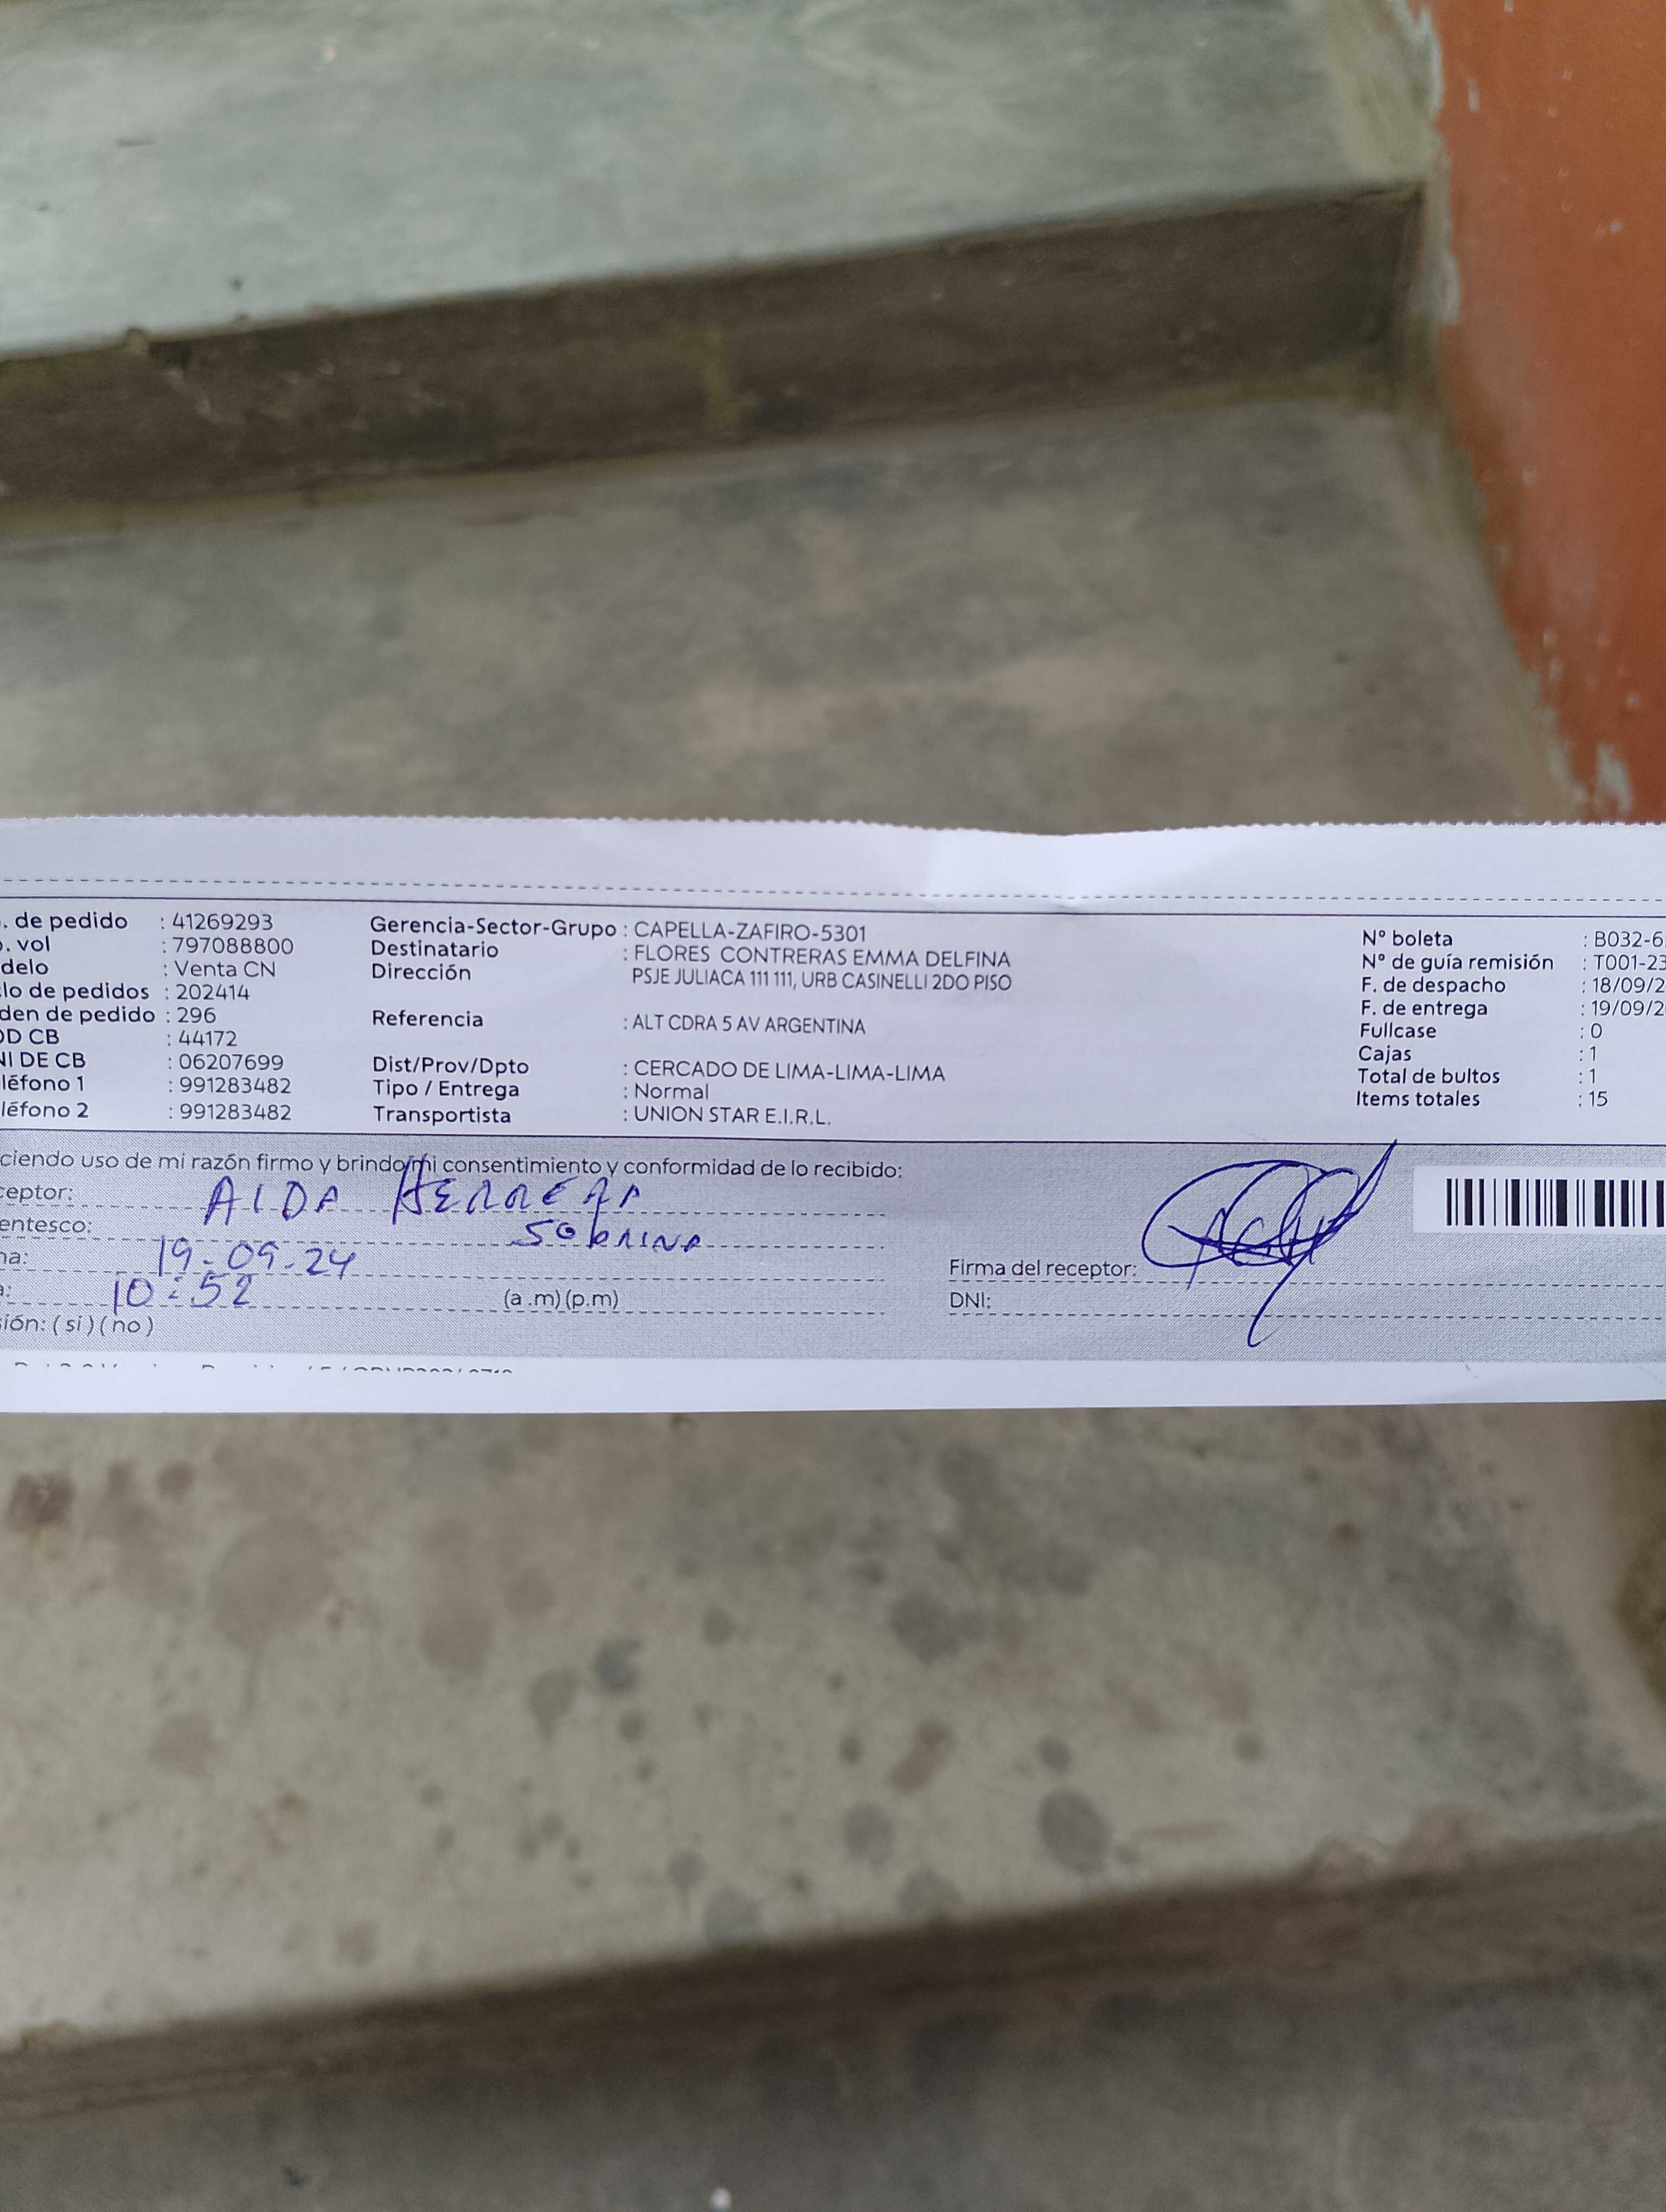 . de pedido : 41269293
. vol : 797088800
delo : Venta CN
lo de pedidos : 202414
den de pedido : 296
D CB : 44172
NI DE CB : 06207699
léfono 1 : 991283482
léfono 2 : 991283482
Gerencia-Sector-Grupo : CAPELLA-ZAFIRO-5301
Destinatario : FLORES CONTRERAS EMMA DELFINA
Dirección PSJE JULIACA 111 111, URB CASINELLI 2DO PISO
Referencia : ALT CDRA 5 AV ARGENTINA
Dist/Prov/Dpto : CERCADO DE LIMA-LIMA-LIMA
Tipo / Entrega : Normal
Transportista : UNION STAR E.I.R.L.
Nº boleta : B032-6
Nº de guía remisión : T001-23
F. de despacho : 18/09/2
F. de entrega : 19/09/2
Fullcase : 0
Cajas : 1
Total de bultos : 1
Items totales : 15
ciendo uso de mi razón firmo y brindo mi consentimiento y conformidad de lo recibido:
ceptor: AIDA HERRERA
entesco: SObRINA
na: 19-09-24
a: 10:52 (a .m) (p.m)
sión: ( si ) ( no )
Firma del receptor:
DNI: